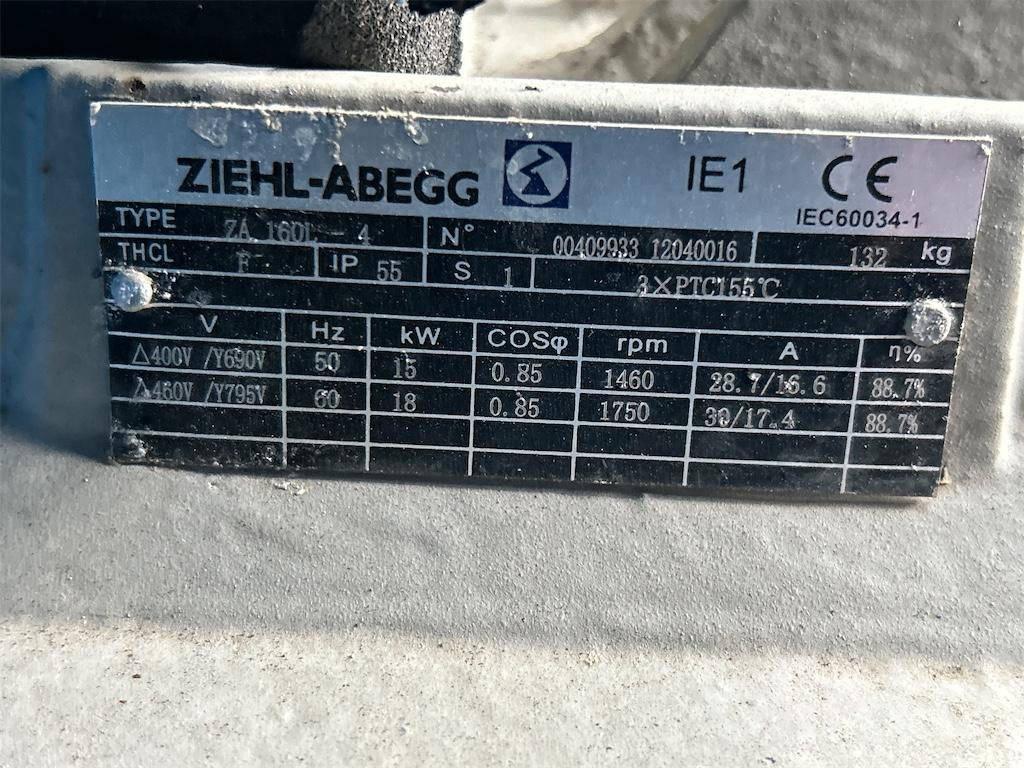 ZIEHL-ABEGG IE1 CE
IEC60034-1
TYPE ZA 160L - 4 N° 00409933 12040016 132 kg
THCL F IP 55 S 1 3×PTC155℃
V Hz kW COSφ rpm A η%
△400V /Y690V 50 15 0.85 1460 28.7/16.6 88.7%
△460V /Y795V 60 18 0.85 1750 30/17.4 88.7%